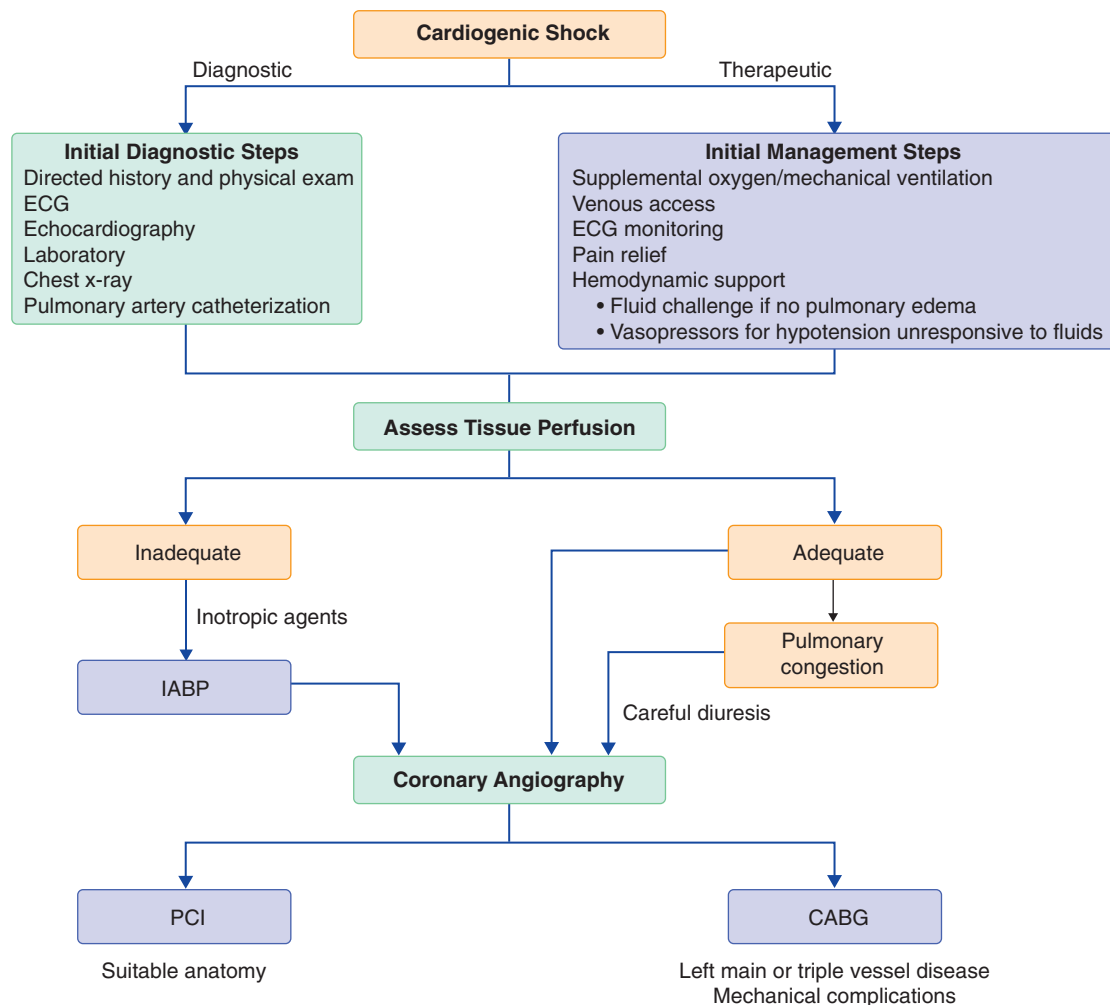 Cardiogenic Shock
Diagnostic
Therapeutic
Initial Diagnostic Steps
Directed history and physical exam
ECG
Echocardiography
Laboratory
Chest x-ray
Pulmonary artery catheterization
Initial Management Steps
Supplemental oxygen/mechanical ventilation
Venous access
ECG monitoring
Pain relief
Hemodynamic support
• Fluid challenge if no pulmonary edema
• Vasopressors for hypotension unresponsive to fluids
Assess Tissue Perfusion
Inadequate
Adequate
Inotropic agents
Pulmonary
congestion
IABP
Careful diuresis
Coronary Angiography
PCI
CABG
Suitable anatomy
Left main or triple vessel disease
Mechanical complications